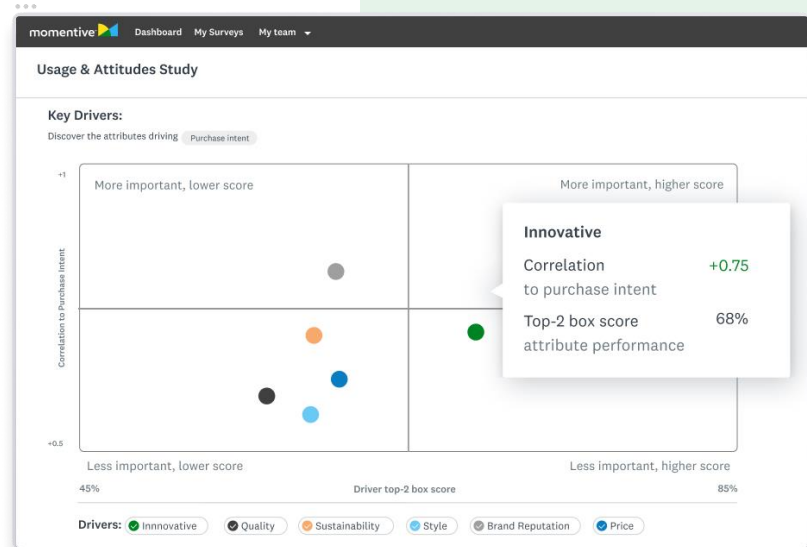 momentive Dashboard My Surveys My team
Usage & Attitudes Study
Key Drivers:
Discover the attributes driving Purchase intent
+1
More important, lower score
More important, higher score
Innovative
Correlation +0.75
to purchase intent
Top-2 box score 68%
attribute performance
Correlation to Purchase Intent
+0.5
Less important, lower score
Less important, higher score
45% Driver top-2 box score 85%
Drivers: Innnovative Quality Sustainability Style Brand Reputation Price